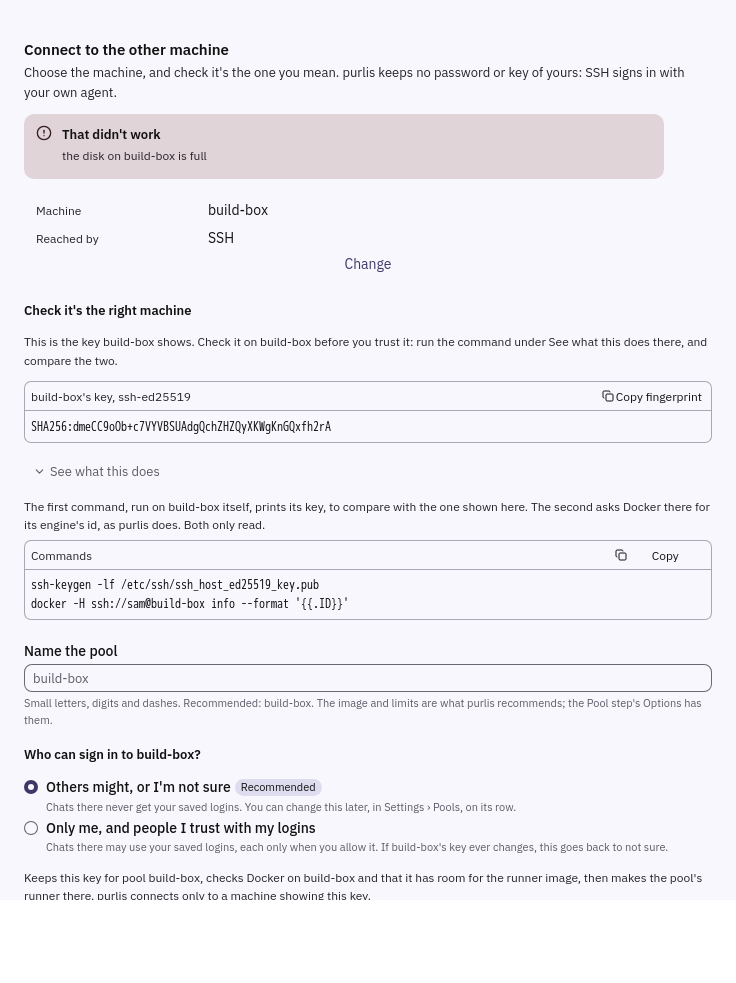 Connect to the other machine
Choose the machine, and check it's the one you mean. purlis keeps no password or key of yours: SSH signs in with
your own agent.
That didn't work
the disk on build-box is full
Machine build-box
Reached by SSH
Change
Check it's the right machine
This is the key build-box shows. Check it on build-box before you trust it: run the command under See what this does there, and
compare the two.
build-box's key, ssh-ed25519 Copy fingerprint
SHA256:dmeCC9oOb+c7VYVBSUAdgQchZHZQyXKWgKnGQxfh2rA
See what this does
The first command, run on build-box itself, prints its key, to compare with the one shown here. The second asks Docker there for
its engine's id, as purlis does. Both only read.
Commands Copy
ssh-keygen -lf /etc/ssh/ssh_host_ed25519_key.pub
docker -H ssh://sam@build-box info --format '{{.ID}}'
Name the pool
build-box
Small letters, digits and dashes. Recommended: build-box. The image and limits are what purlis recommends; the Pool step's Options has
them.
Who can sign in to build-box?
Others might, or I'm not sure Recommended
Chats there never get your saved logins. You can change this later, in Settings › Pools, on its row.
Only me, and people I trust with my logins
Chats there may use your saved logins, each only when you allow it. If build-box's key ever changes, this goes back to not sure.
Keeps this key for pool build-box, checks Docker on build-box and that it has room for the runner image, then makes the pool's
runner there. purlis connects only to a machine showing this key.